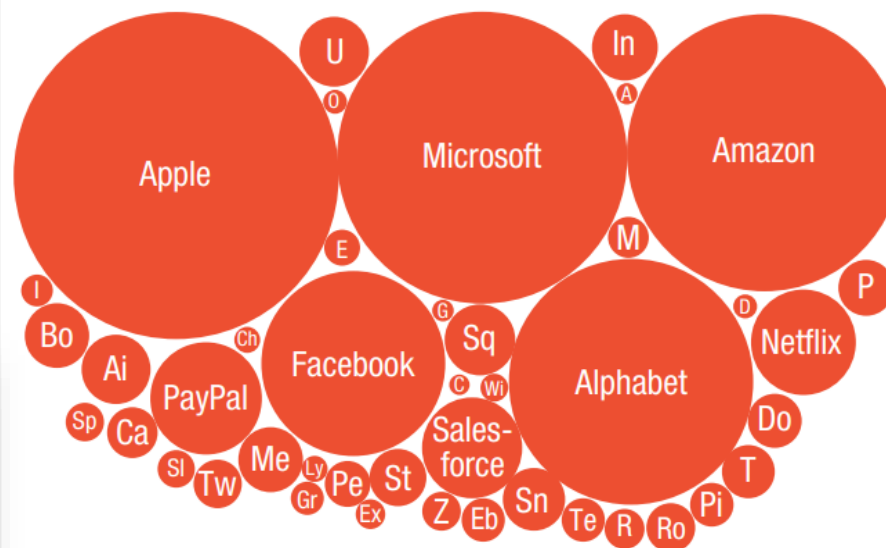 U
In
O
A
Apple
Microsoft
Amazon
E
M
I
P
G
D
Bo
Ch
Sq
Netflix
Ai
Facebook
Alphabet
PayPal
C
Wi
Sp
Ca
Sales-
force
Do
Sl
Tw
Me
Ly
Gr
Pe
Ex
St
Z
Eb
Sn
Te
R
Ro
Pi
T